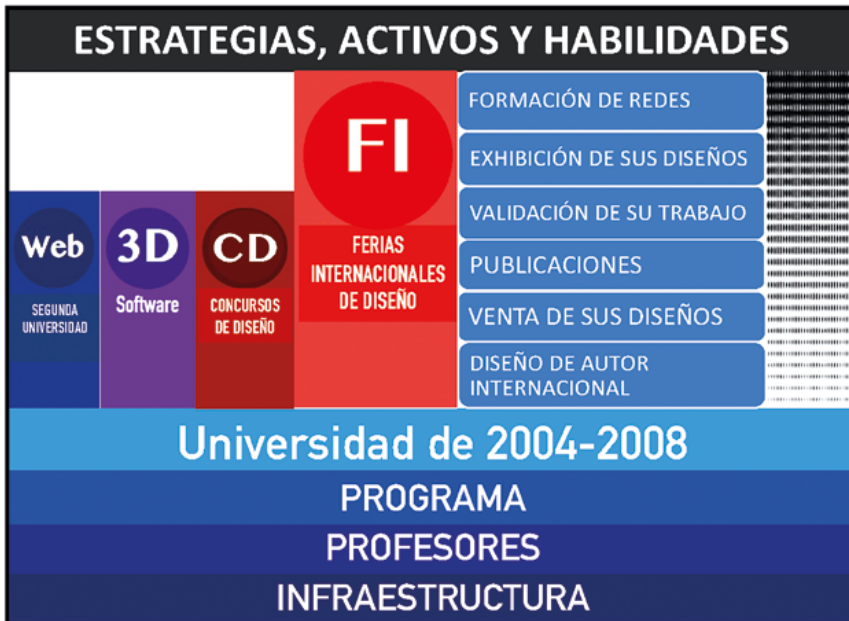 ESTRATEGIAS, ACTIVOS Y HABILIDADES
Web
SEGUNDA
UNIVERSIDAD
3D
Software
CD
CONCURSOS
DE DISEÑO
FI
FERIAS
INTERNACIONALES
DE DISEÑO
FORMACIÓN DE REDES
EXHIBICIÓN DE SUS DISEÑOS
VALIDACIÓN DE SU TRABAJO
PUBLICACIONES
VENTA DE SUS DISEÑOS
DISEÑO DE AUTOR
INTERNACIONAL
Universidad de 2004-2008
PROGRAMA
PROFESORES
INFRAESTRUCTURA